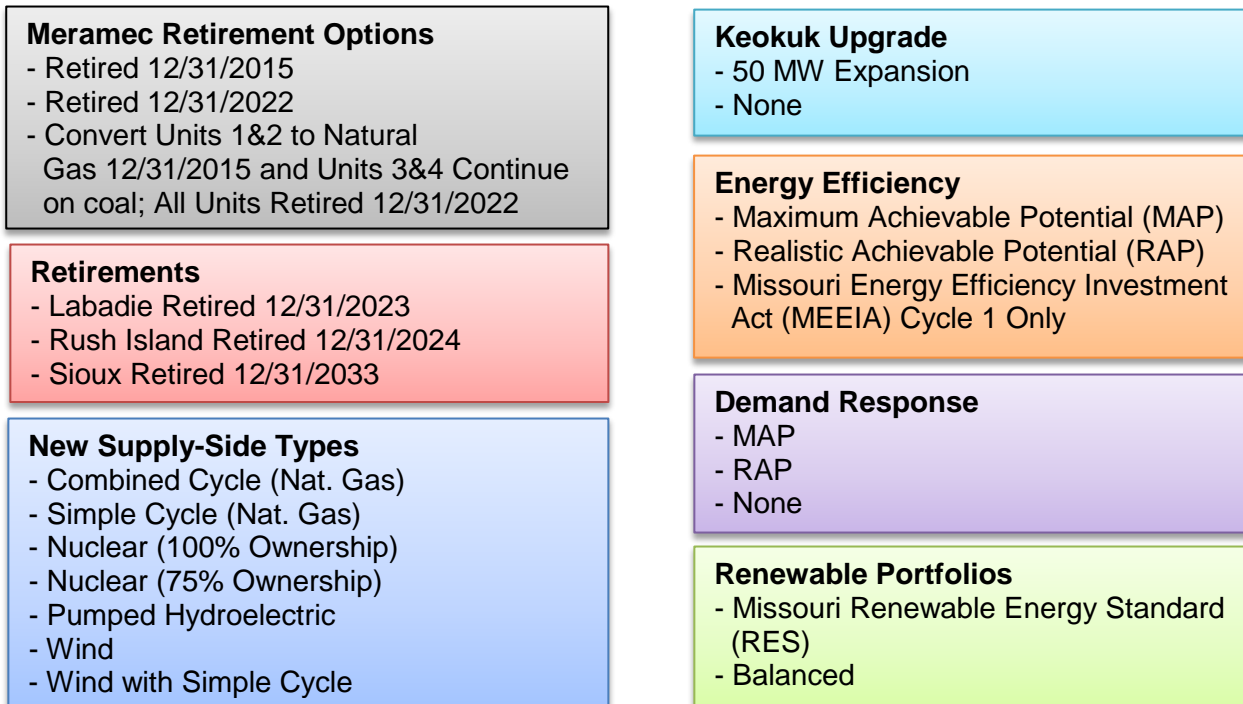 Meramec Retirement Options
- Retired 12/31/2015
- Retired 12/31/2022
- Convert Units 1&2 to Natural
Gas 12/31/2015 and Units 3&4 Continue
on coal; All Units Retired 12/31/2022
Retirements
- Labadie Retired 12/31/2023
- Rush Island Retired 12/31/2024
- Sioux Retired 12/31/2033
New Supply-Side Types
- Combined Cycle (Nat. Gas)
- Simple Cycle (Nat. Gas)
- Nuclear (100% Ownership)
- Nuclear (75% Ownership)
- Pumped Hydroelectric
- Wind
- Wind with Simple Cycle
Keokuk Upgrade
- 50 MW Expansion
- None
Energy Efficiency
- Maximum Achievable Potential (MAP)
- Realistic Achievable Potential (RAP)
- Missouri Energy Efficiency Investment
Act (MEEIA) Cycle 1 Only
Demand Response
- MAP
- RAP
- None
Renewable Portfolios
- Missouri Renewable Energy Standard
(RES)
- Balanced